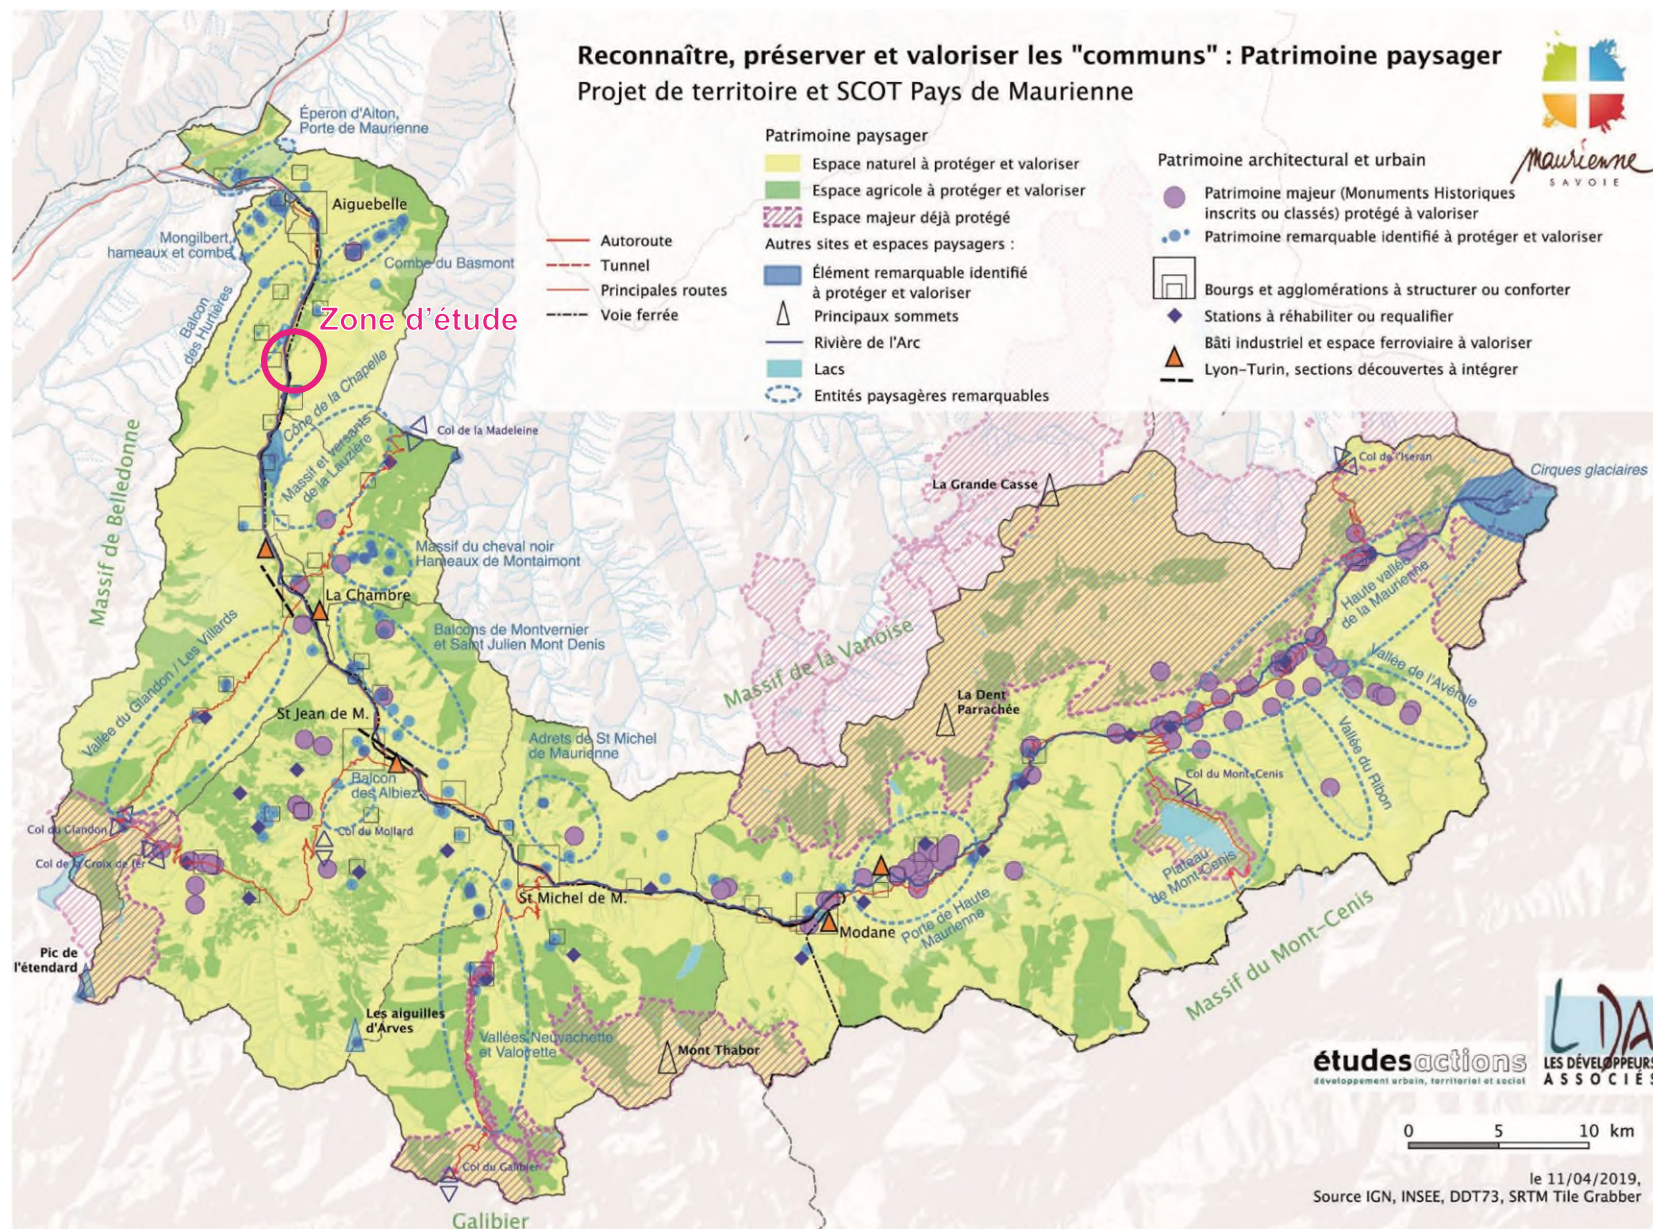 Reconnaître, préserver et valoriser les "communs" : Patrimoine paysager
Projet de territoire et SCOT Pays de Maurienne
maurienne
SAVOIE
Patrimoine paysager
Espace naturel à protéger et valoriser
Espace agricole à protéger et valoriser
Espace majeur déjà protégé
Autres sites et espaces paysagers :
Élément remarquable identifié
à protéger et valoriser
Principaux sommets
Rivière de l'Arc
Lacs
Entités paysagères remarquables
Autoroute
Tunnel
Principales routes
Voie ferrée
Patrimoine architectural et urbain
Patrimoine majeur (Monuments Historiques
inscrits ou classés) protégé à valoriser
Patrimoine remarquable identifié à protéger et valoriser
Bourgs et agglomérations à structurer ou conforter
Stations à réhabiliter ou requalifier
Bâti industriel et espace ferroviaire à valoriser
Lyon-Turin, sections découvertes à intégrer
Éperon d'Aiton,
Porte de Maurienne
Aiguebelle
Mongilbert,
hameaux et combe
Combe du Basmont
Balcon
des Hurtières
Zone d'étude
Cône de la Chapelle
Massif et versants
de la Lauzière
Col de la Madeleine
Massif de Belledonne
Massif du cheval noir
Hameaux de Montaimont
La Chambre
Balcons de Montvernier
et Saint Julien Mont Denis
Vallée du Glandon / Les Villards
St Jean de M.
Adrets de St Michel
de Maurienne
Balcon
des Albiez
Col du Mollard
Col du Glandon
Col de la Croix de fer
Pic de
l'étendard
Les aiguilles
d'Arves
St Michel de M.
Vallées Neuvachette
et Valoirette
Mont Thabor
Col du Galibier
Galibier
Modane
Porte de Haute
Maurienne
Massif de la Vanoise
La Grande Casse
La Dent
Parrachée
Col de l'Iseran
Cirques glaciaires
Haute vallée
de la Maurienne
Vallée de l'Avérole
Vallée du Ribon
Col du Mont-Cenis
Plateau
de Mont-Cenis
Massif du Mont-Cenis
étudesactions
développement urbain, territorial et social
LDA
LES DÉVELOPPEURS
ASSOCIÉS
0 5 10 km
le 11/04/2019,
Source IGN, INSEE, DDT73, SRTM Tile Grabber